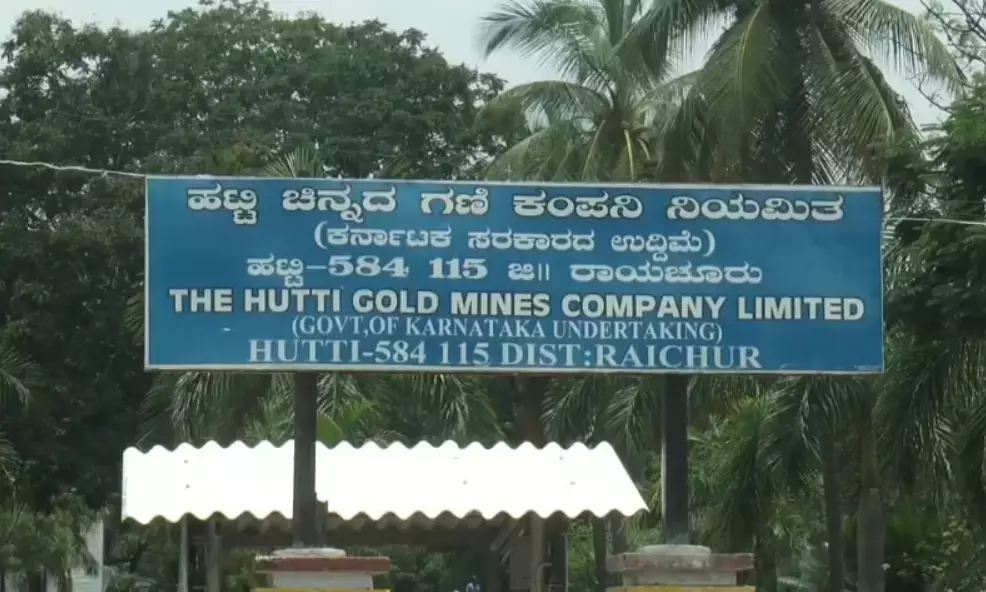 ಹಟ್ಟಿ ಚಿನ್ನದ ಗಣಿ ಕಂಪನಿ ನಿಯಮಿತ
(ಕರ್ನಾಟಕ ಸರಕಾರದ ಉದ್ದಿಮೆ)
ಹಟ್ಟಿ-584 115 ಜಿ॥ ರಾಯಚೂರು
THE HUTTI GOLD MINES COMPANY LIMITED
(GOVT,OF KARNATAKA UNDERTAKING)
HUTTI-584 115 DIST:RAICHUR